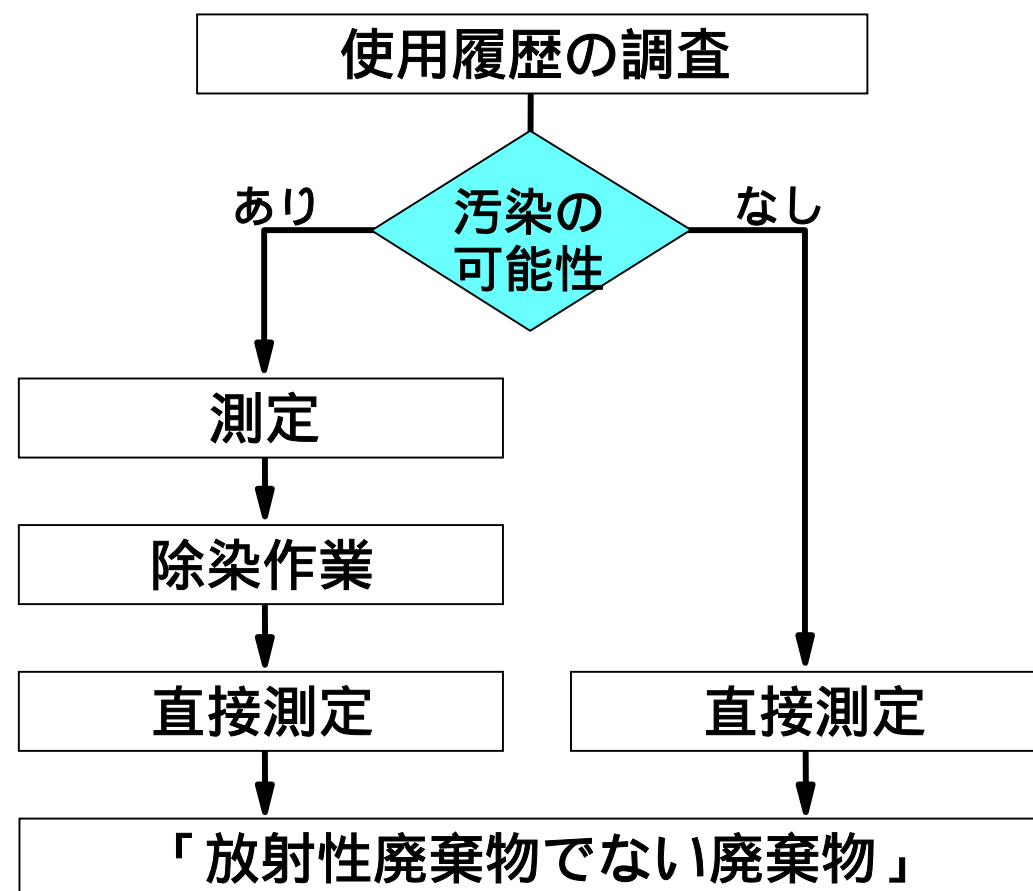 使用履歴の調査
あり
汚染の
可能性
なし
測定
除染作業
直接測定
直接測定
「放射性廃棄物でない廃棄物」